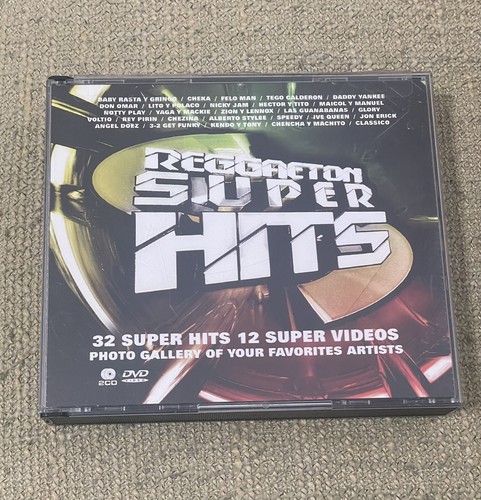 BABY RASTA Y GRINGO / CHEKA / FELO MAN / TEGO CALDERON / DADDY YANKEE
DON OMAR / LITO Y POLACO / NICKY JAM / HECTOR Y TITO / MAICOL Y MANUEL
NOTTY PLAY / YAGA Y MACKIE / ZION Y LENNOX / LAS GUANABANAS / GLORY
VOLTIO / REY PIRIN / CHEZINA / ALBERTO STYLEE / SPEEDY / IVE QUEEN / JON ERICK
ANGEL DOEZ / 3-2 GET FUNKY / KENDO Y TONY / CHENCHA Y MACHITO / CLASSICO
REGGAETON
SUPER
HITS
32 SUPER HITS 12 SUPER VIDEOS
PHOTO GALLERY OF YOUR FAVORITES ARTISTS
2CD DVD VIDEO